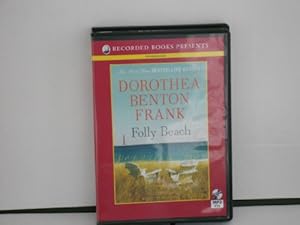 RECORDED BOOKS PRESENTS
DOROTHEA
BENTON
FRANK
Folly Beach
MP3